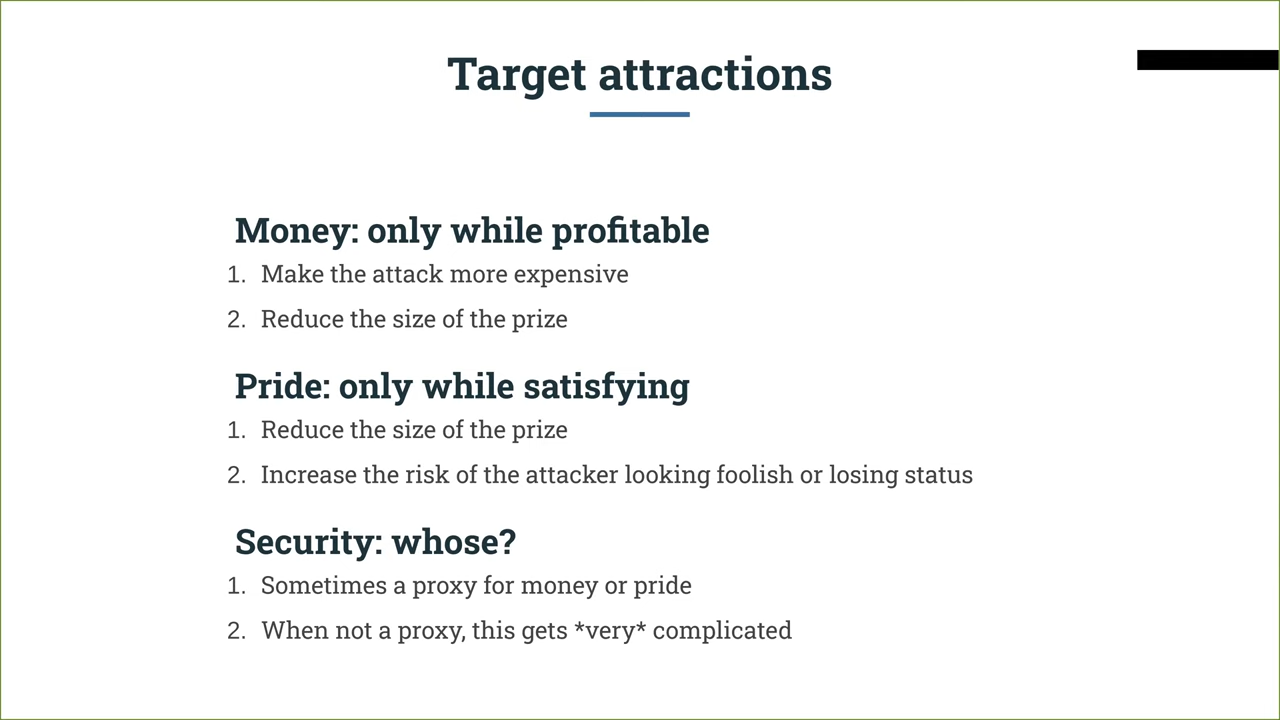 Target attractions
Money: only while profitable
1. Make the attack more expensive
2. Reduce the size of the prize
Pride: only while satisfying
1. Reduce the size of the prize
2. Increase the risk of the attacker looking foolish or losing status
Security: whose?
1. Sometimes a proxy for money or pride
2. When not a proxy, this gets *very* complicated